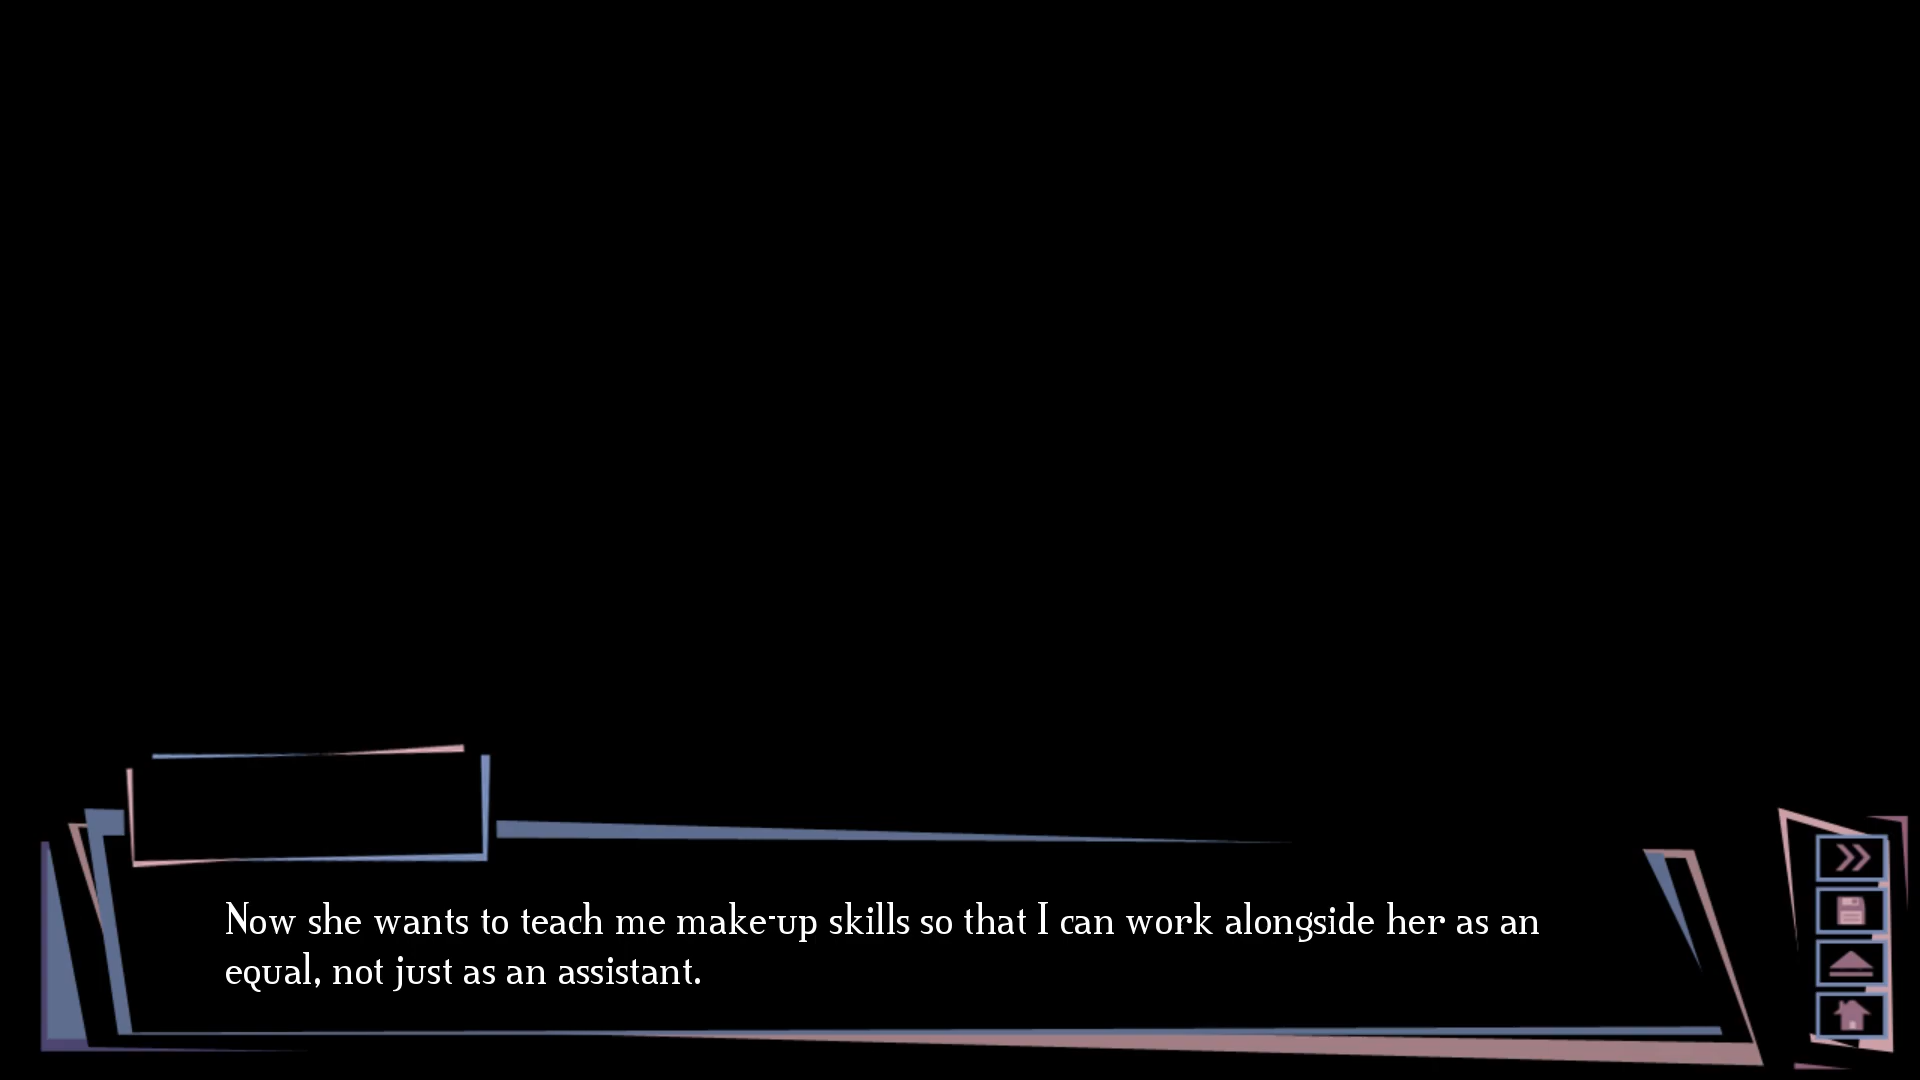 Now she wants to teach me make-up skills so that I can work alongside her as an
equal, not just as an assistant.